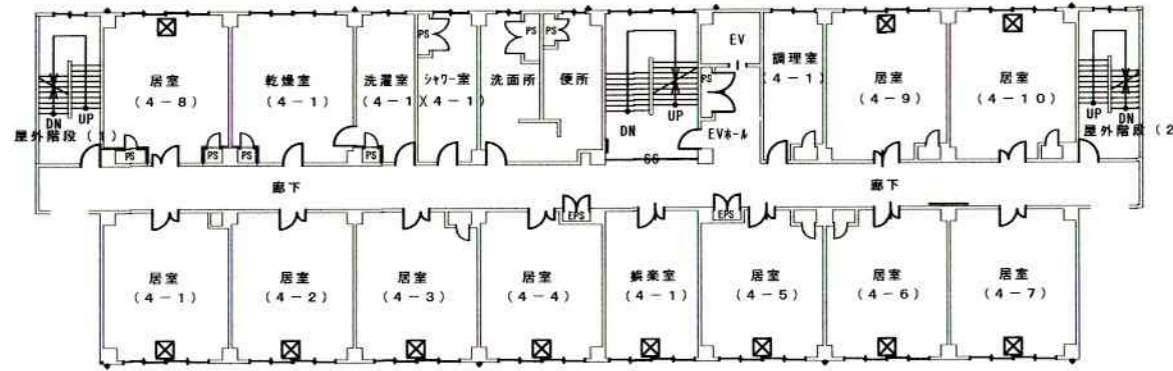 EV
PS
PS
PS
居室
(4-8)
乾燥室
(4-1)
洗濯室
(4-1)
シャワー室
(4-1)
洗面所
便所
PS
調理室
(4-1)
居室
(4-9)
居室
(4-10)
UP
DN
屋外階段(1)
DN
UP
EVホール
UP
DN
屋外階段(2
PS
PS
PS
PS
SS
廊下
廊下
EPS
EPS
居室
(4-1)
居室
(4-2)
居室
(4-3)
居室
(4-4)
娯楽室
(4-1)
居室
(4-5)
居室
(4-6)
居室
(4-7)